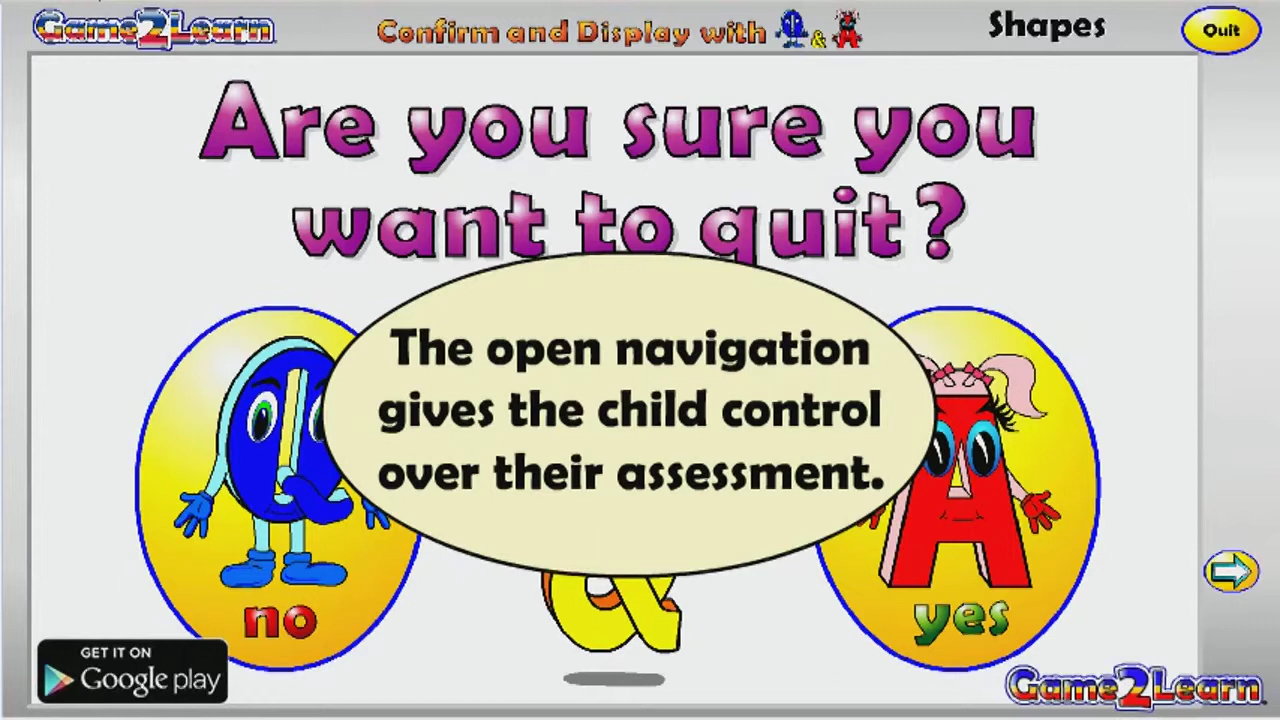 Game2Learn
Confirm and Display with Q & A
Shapes
Quit
Are you sure you
want to quit?
The open navigation
gives the child control
over their assessment.
no
yes
GET IT ON
Google play
Game2Learn